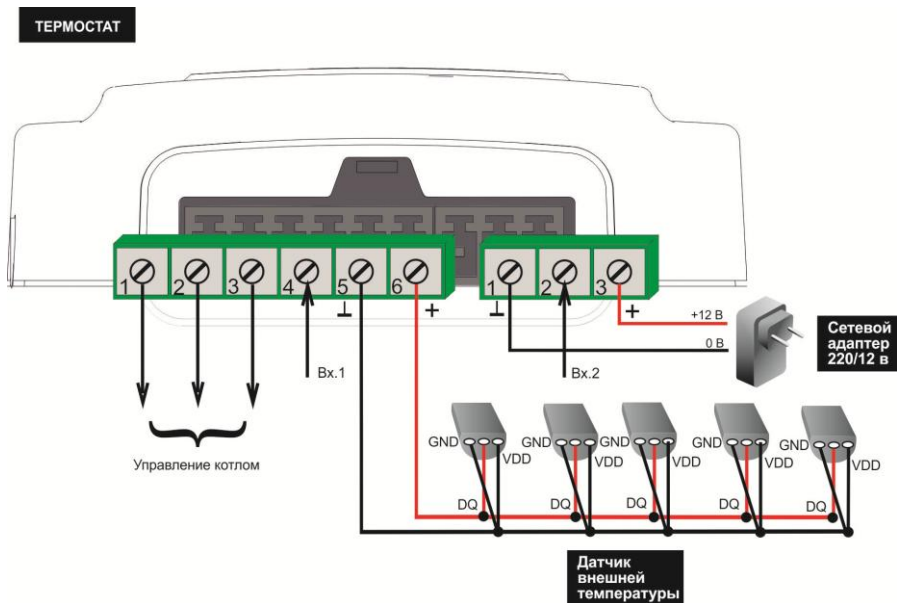 ТЕРМОСТАТ
1 2 3 4 5 6
⊥ +
1 2 3
⊥ +
+12 В
0 В
Сетевой
адаптер
220/12 в
Вх.1
Вх.2
Управление котлом
GND VDD GND VDD GND VDD GND VDD GND VDD
DQ DQ DQ DQ DQ
Датчик
внешней
температуры